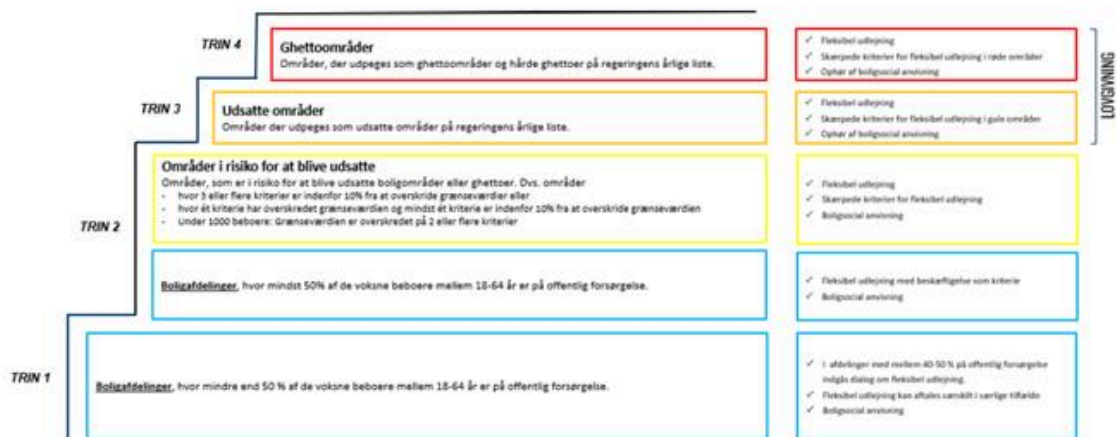 TRIN 4
Ghettoområder
Områder, der udpeges som ghettoområder og hårde ghettoer på regeringens årlige liste.
✓ Fleksibel udlejning
✓ Skærpede kriterier for fleksibel udlejning i røde områder
✓ Ophør af boligsocial anvisning
LOVGIVNING
TRIN 3
Udsatte områder
Områder der udpeges som udsatte områder på regeringens årlige liste.
✓ Fleksibel udlejning
✓ Skærpede kriterier for fleksibel udlejning i gule områder
✓ Ophør af boligsocial anvisning
TRIN 2
Områder i risiko for at blive udsatte
Områder, som er i risiko for at blive udsatte boligområder eller ghettoer. Dvs. områder
- hvor 3 eller flere kriterier er indenfor 10% fra at overskride grænseværdier eller
- hvor ét kriterie har overskredet grænseværdien og mindst ét kriterie er indenfor 10% fra at overskride grænseværdien
- Under 1000 beboere: Grænseværdien er overskredet på 2 eller flere kriterier
✓ Fleksibel udlejning
✓ Skærpede kriterier for fleksibel udlejning
✓ Boligsocial anvisning
Boligafdelinger, hvor mindst 50% af de voksne beboere mellem 18-64 år er på offentlig forsørgelse.
✓ Fleksibel udlejning med beskæftigelse som kriterie
✓ Boligsocial anvisning
TRIN 1
Boligafdelinger, hvor mindre end 50 % af de voksne beboere mellem 18-64 år er på offentlig forsørgelse.
✓ I afdelinger med mellem 40-50 % på offentlig forsørgelse
indgås dialog om fleksibel udlejning.
✓ Fleksibel udlejning kan aftales særskilt i særlige tilfælde
✓ Boligsocial anvisning